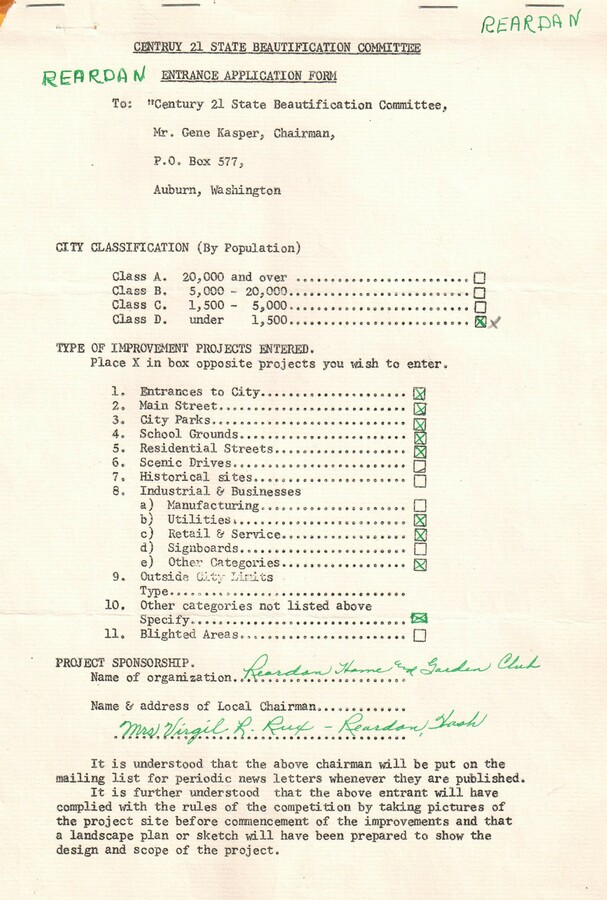 REARDAN
CENTRUY 21 STATE BEAUTIFICATION COMMITTEE
REARDAN ENTRANCE APPLICATION FORM
To: "Century 21 State Beautification Committee,
Mr. Gene Kasper, Chairman,
P.O. Box 577,
Auburn, Washington
CITY CLASSIFICATION (By Population)
Class A. 20,000 and over ☐
Class B. 5,000 - 20,000 ☐
Class C. 1,500 - 5,000 ☐
Class D. under 1,500 ☒ x
TYPE OF IMPROVEMENT PROJECTS ENTERED.
Place X in box opposite projects you wish to enter.
1. Entrances to City ☒
2. Main Street ☒
3. City Parks ☒
4. School Grounds ☒
5. Residential Streets ☒
6. Scenic Drives ☐
7. Historical sites ☐
8. Industrial & Businesses
a) Manufacturing ☐
b) Utilities ☒
c) Retail & Service ☒
d) Signboards ☐
e) Other Categories ☒
9. Outside City Limits
Type
10. Other categories not listed above
Specify ☒
11. Blighted Areas ☐
PROJECT SPONSORSHIP.
Name of organization.. Reardan Home and Garden Club
Name & address of Local Chairman
Mrs Virgil R. Rux - Reardan, Wash
It is understood that the above chairman will be put on the
mailing list for periodic news letters whenever they are published.
It is further understood that the above entrant will have
complied with the rules of the competition by taking pictures of
the project site before commencement of the improvements and that
a landscape plan or sketch will have been prepared to show the
design and scope of the project.